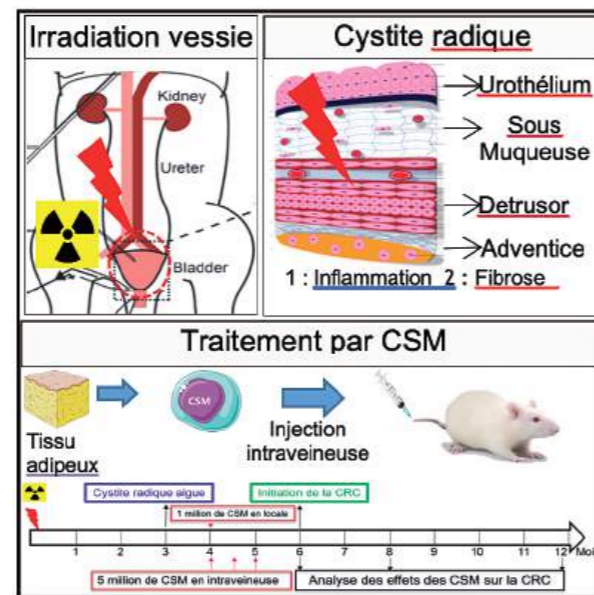 Irradiation vessie
Kidney
Ureter
Bladder
Cystite radique
Urothélium
Sous
Muqueuse
Detrusor
Adventice
1 : Inflammation 2 : Fibrose
Traitement par CSM
CSM
Tissu
adipeux
Injection
intraveineuse
Cystite radique aigue
Initiation de la CRC
1 million de CSM en locale
1 2 3 4 5 6 7 8 9 10 11 12 Moi
5 million de CSM en intraveineuse
Analyse des effets des CSM sur la CRC